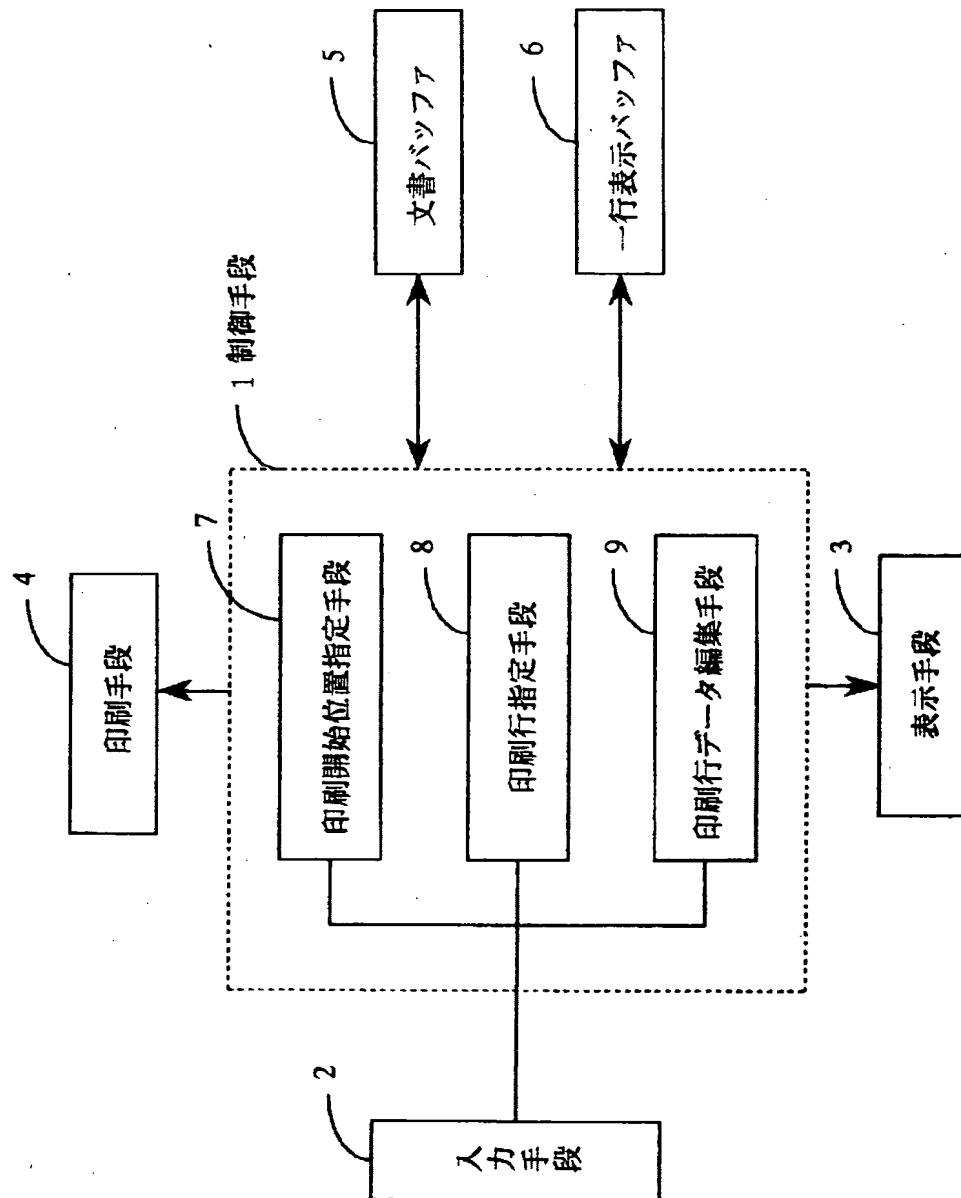 4
印刷手段
1 制御手段
7
印刷開始位置指定手段
8
印刷行指定手段
9
印刷行データ編集手段
5
文書バッファ
6
一行表示バッファ
2
入力手段
3
表示手段